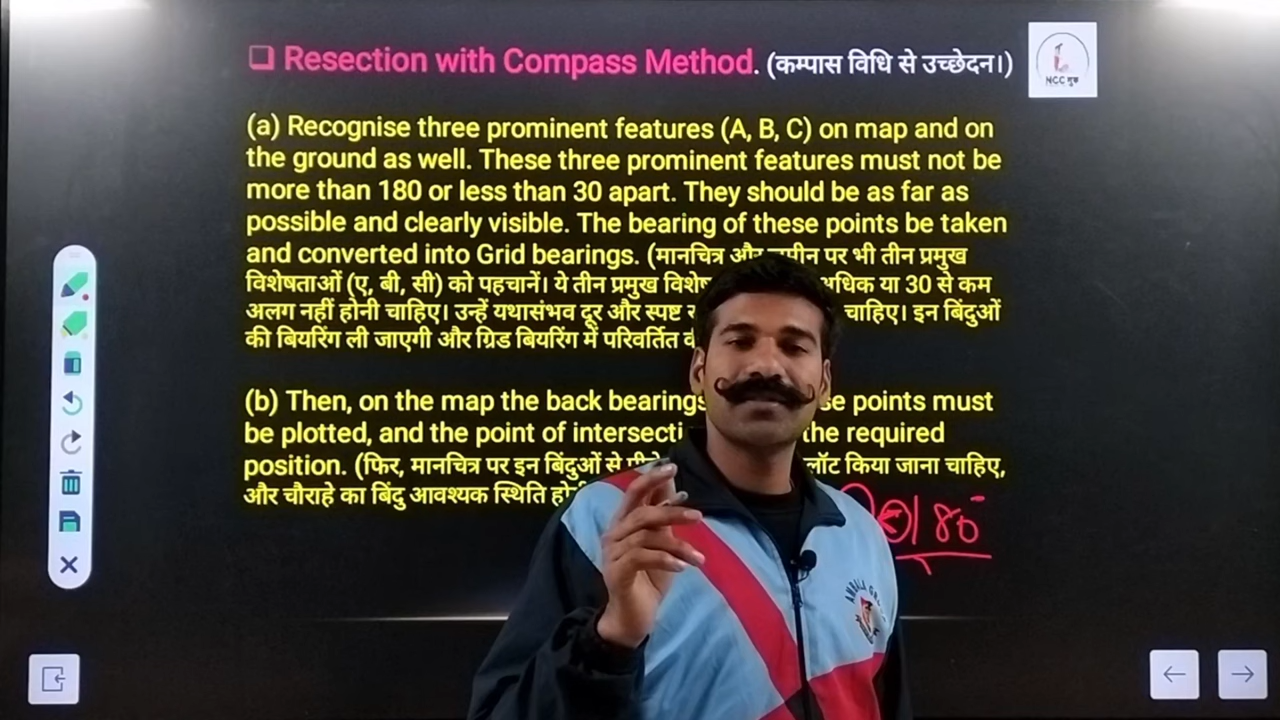 Resection with Compass Method. (कम्पास विधि से उच्छेदन।)
NCC गुरु
(a) Recognise three prominent features (A, B, C) on map and on
the ground as well. These three prominent features must not be
more than 180 or less than 30 apart. They should be as far as
possible and clearly visible. The bearing of these points be taken
and converted into Grid bearings. (मानचित्र और पर भी तीन प्रमुख
विशेषताओं (ए, बी, सी) को पहचानें। ये तीन प्रमुख अधिक या 30 से कम
अलग नहीं होनी चाहिए। उन्हें यथासंभव दूर और स्पष्ट चाहिए। इन बिंदुओं
की बियरिंग ली जाएगी और ग्रिड बियरिंग में परिवर्तित
(b) Then, on the map the back bearings points must
be plotted, and the point of the required
position. (फिर, मानचित्र पर इन बिंदुओं से किया जाना चाहिए,
और चौराहे का बिंदु आवश्यक स्थिति
180